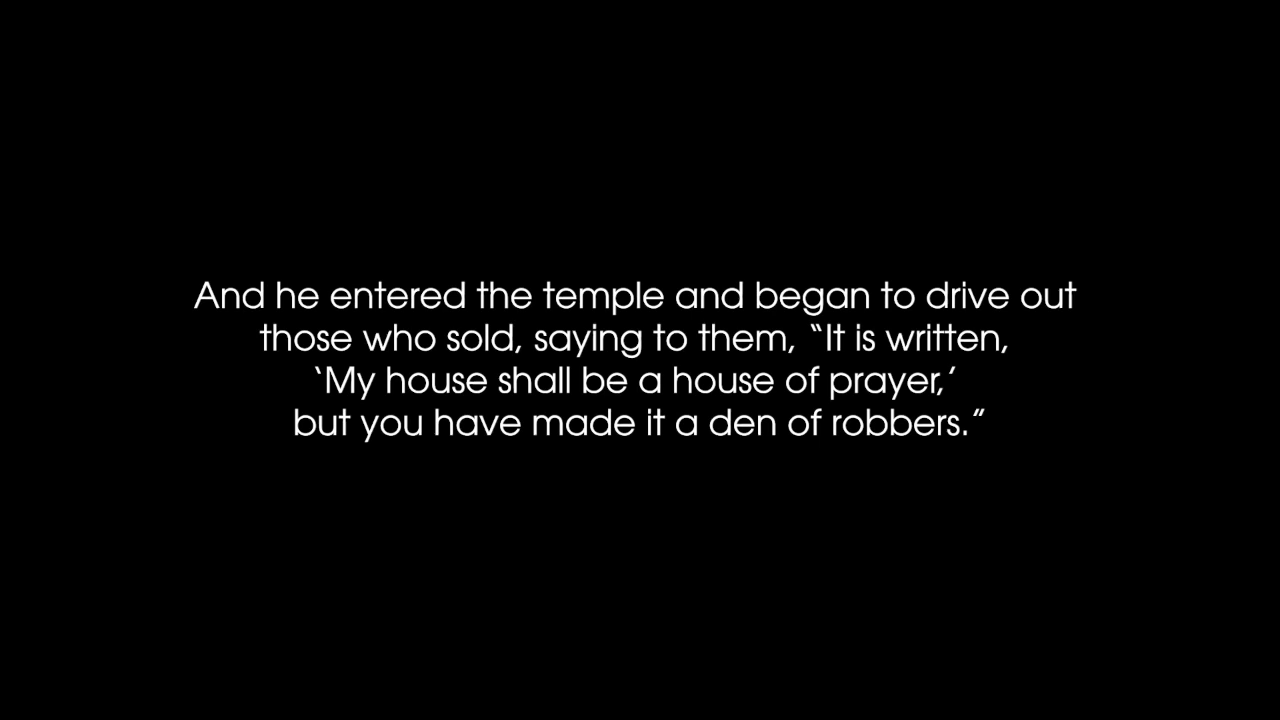 And he entered the temple and began to drive out
those who sold, saying to them, “It is written,
‘My house shall be a house of prayer,’
but you have made it a den of robbers.”